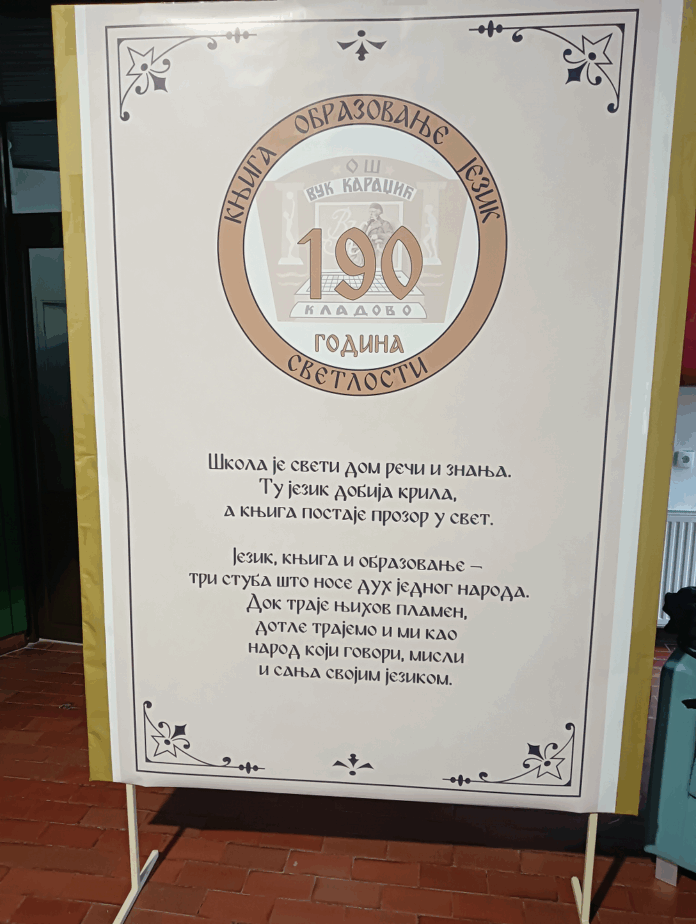 КЊИГА ОБРАЗОВАЊЕ ЈЕЗИК
ОШ
ВУК КАРАЏИЋ
190
КЛАДОВО
ГОДИНА
СВЕТЛОСТИ
Школа је свети дом речи и знања.
Ту језик добија крила,
а књига постаје прозор у свет.
Језик, књига и образовање –
три стуба што носе дух једног народа.
Док траје њихов пламен,
дотле трајемо и ми као
народ који говори, мисли
и сања својим језиком.